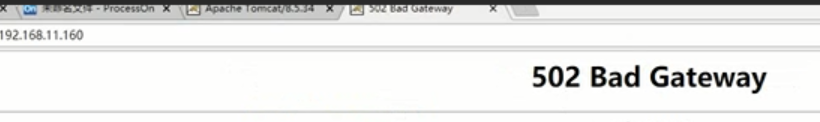 未命名文件 - ProcessOn × Apache Tomcat/8.5.34 × 502 Bad Gateway ×
192.168.11.160
502 Bad Gateway